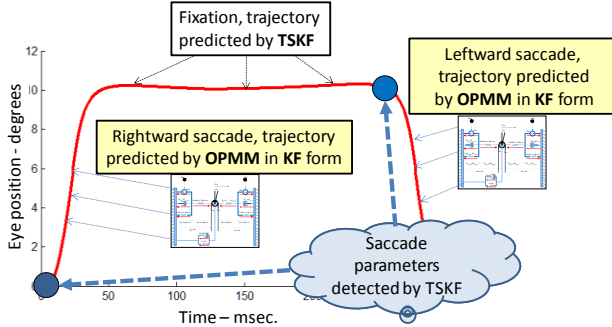 Fixation, trajectory
predicted by TSKF
Leftward saccade,
trajectory predicted
by OPMM in KF form
Rightward saccade, trajectory
predicted by OPMM in KF form
Saccade
parameters
detected by TSKF
Eye position - degrees
12
10
8
6
4
2
0
0
50
100
150
Time – msec.